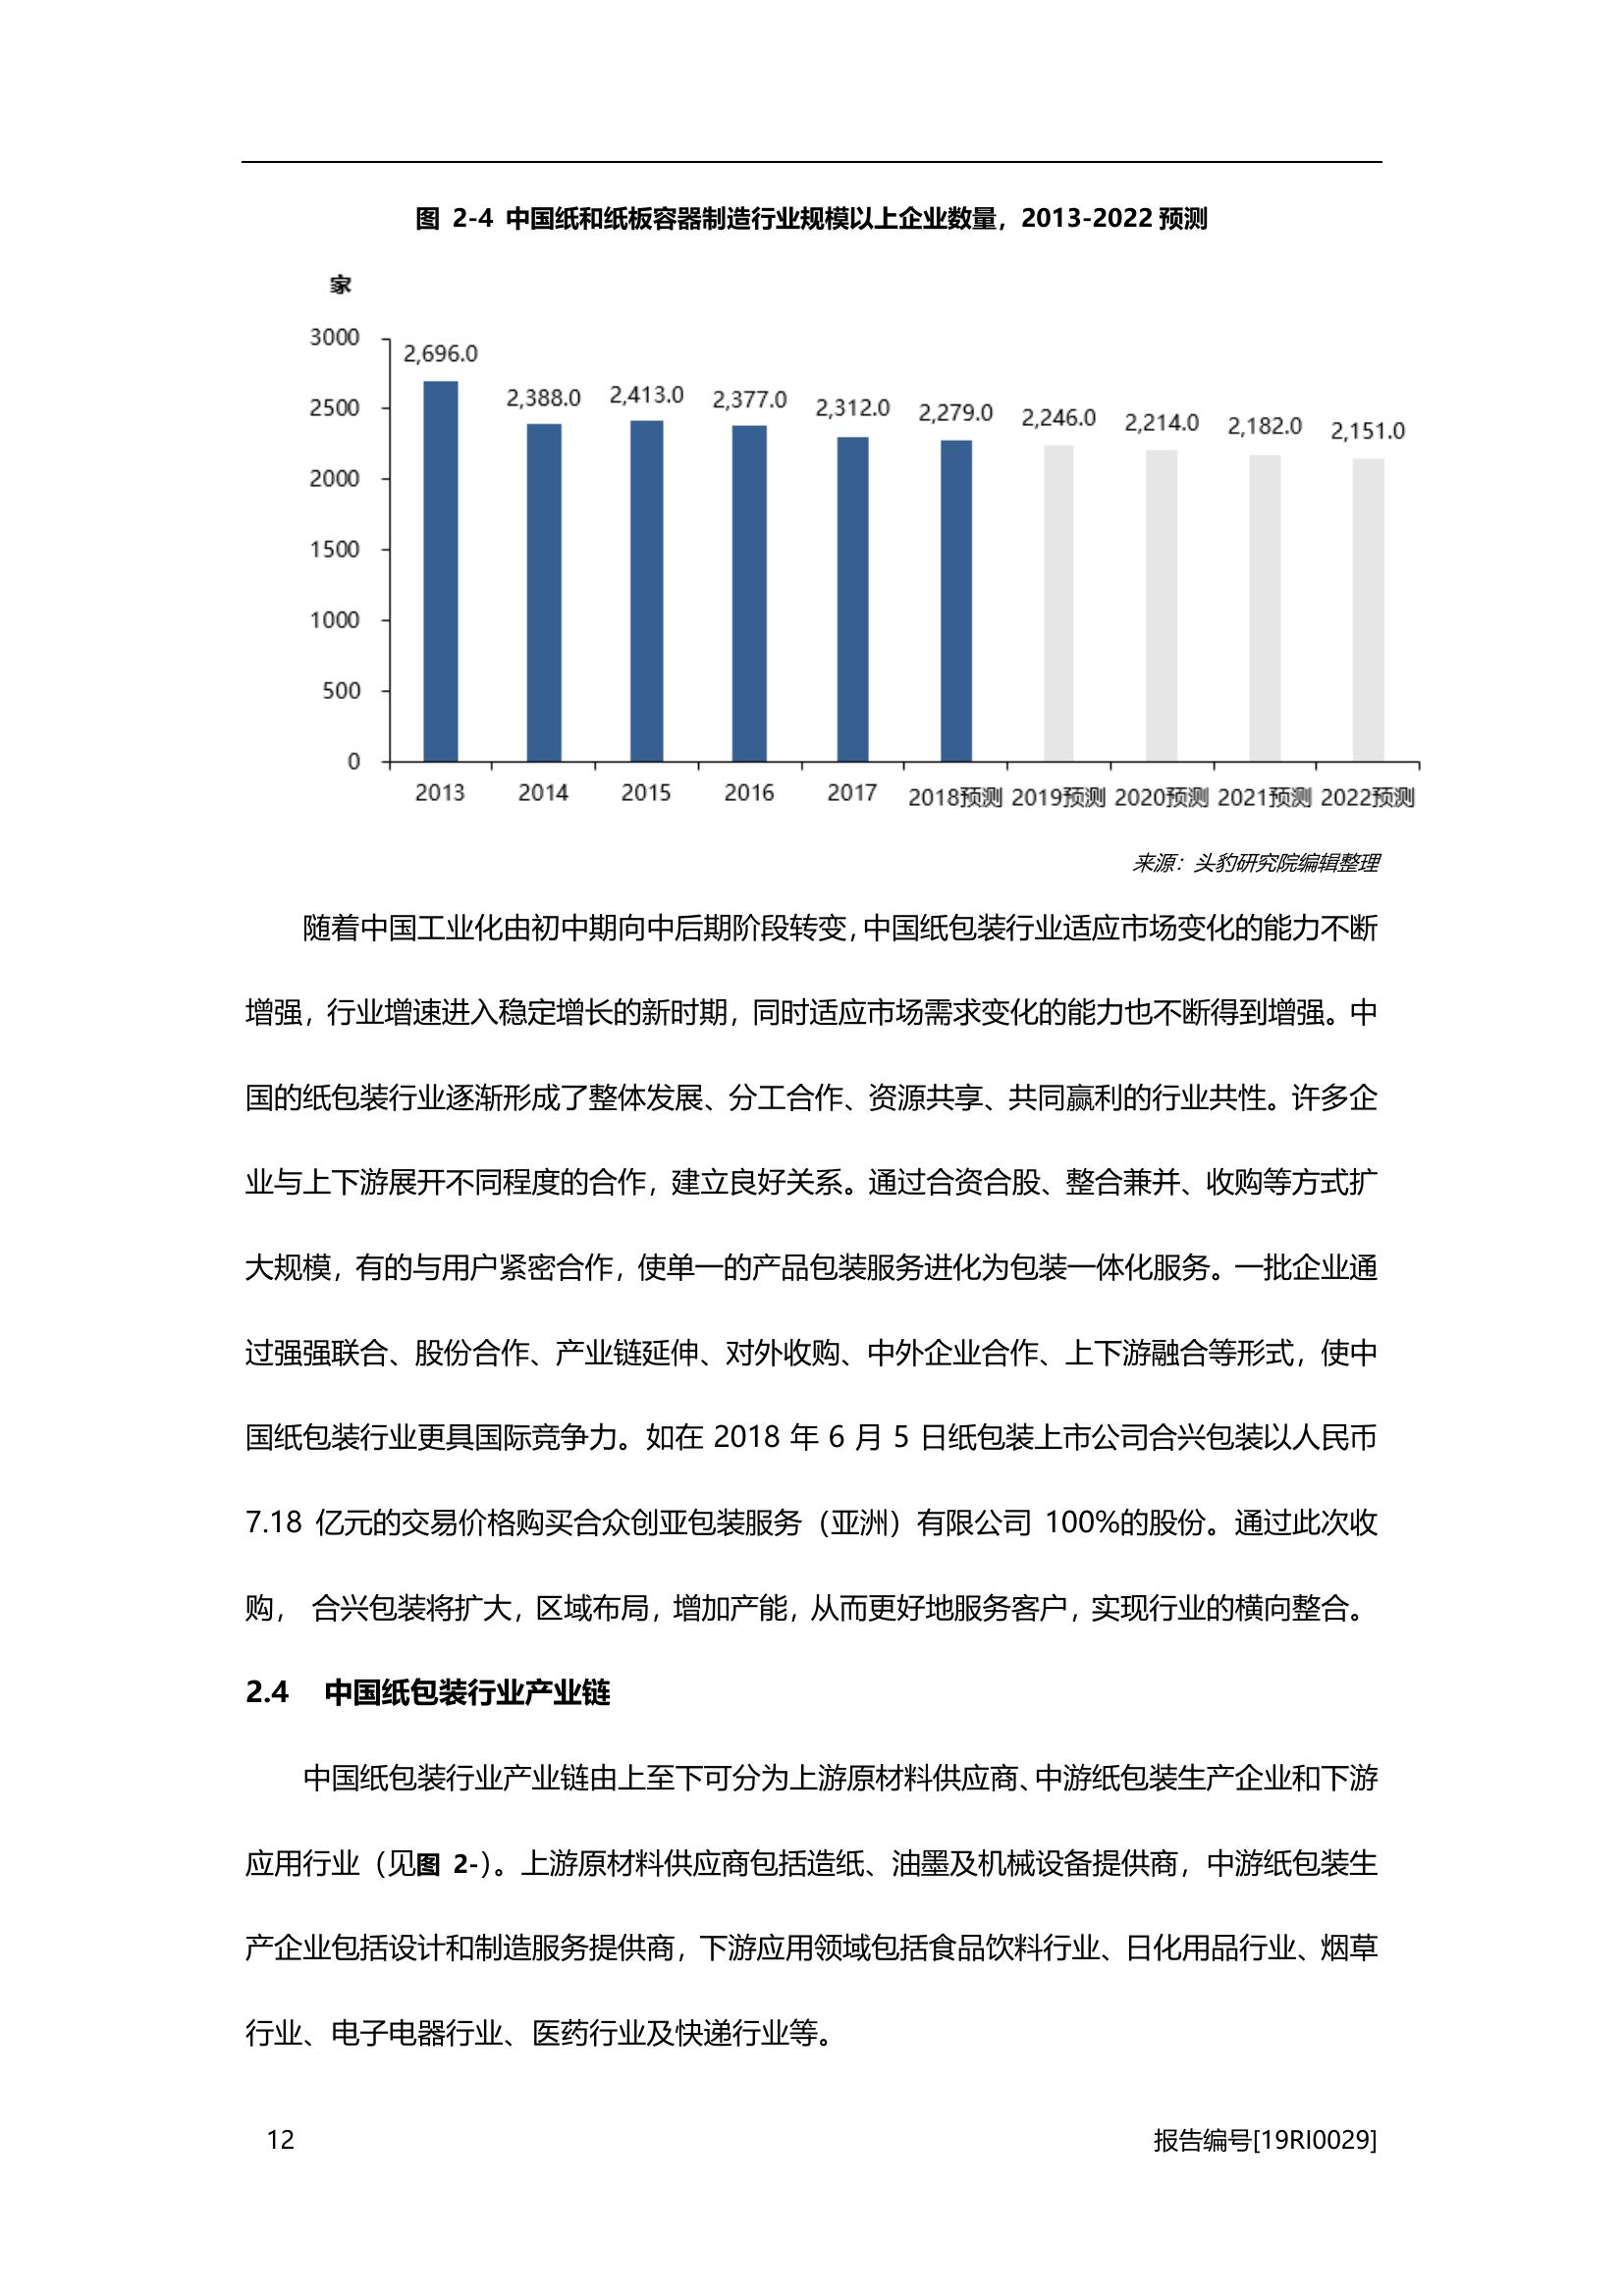 图 2-4 中国纸和纸板容器制造行业规模以上企业数量，2013-2022 预测
家
3000
2500
2000
1500
1000
500
0
2,696.0
2,388.0
2,413.0
2,377.0
2,312.0
2,279.0
2,246.0
2,214.0
2,182.0
2,151.0
2013
2014
2015
2016
2017
2018预测
2019预测
2020预测
2021预测
2022预测
来源：头豹研究院编辑整理
随着中国工业化由初中期向中后期阶段转变，中国纸包装行业适应市场变化的能力不断
增强，行业增速进入稳定增长的新时期，同时适应市场需求变化的能力也不断得到增强。中
国的纸包装行业逐渐形成了整体发展、分工合作、资源共享、共同赢利的行业共性。许多企
业与上下游展开不同程度的合作，建立良好关系。通过合资合股、整合兼并、收购等方式扩
大规模，有的与用户紧密合作，使单一的产品包装服务进化为包装一体化服务。一批企业通
过强强联合、股份合作、产业链延伸、对外收购、中外企业合作、上下游融合等形式，使中
国纸包装行业更具国际竞争力。如在 2018 年 6 月 5 日纸包装上市公司合兴包装以人民币
7.18 亿元的交易价格购买合众创亚包装服务（亚洲）有限公司 100%的股份。通过此次收
购， 合兴包装将扩大，区域布局，增加产能，从而更好地服务客户，实现行业的横向整合。
2.4 中国纸包装行业产业链
中国纸包装行业产业链由上至下可分为上游原材料供应商、中游纸包装生产企业和下游
应用行业（见图 2-）。上游原材料供应商包括造纸、油墨及机械设备提供商，中游纸包装生
产企业包括设计和制造服务提供商，下游应用领域包括食品饮料行业、日化用品行业、烟草
行业、电子电器行业、医药行业及快递行业等。
12
报告编号[19RI0029]